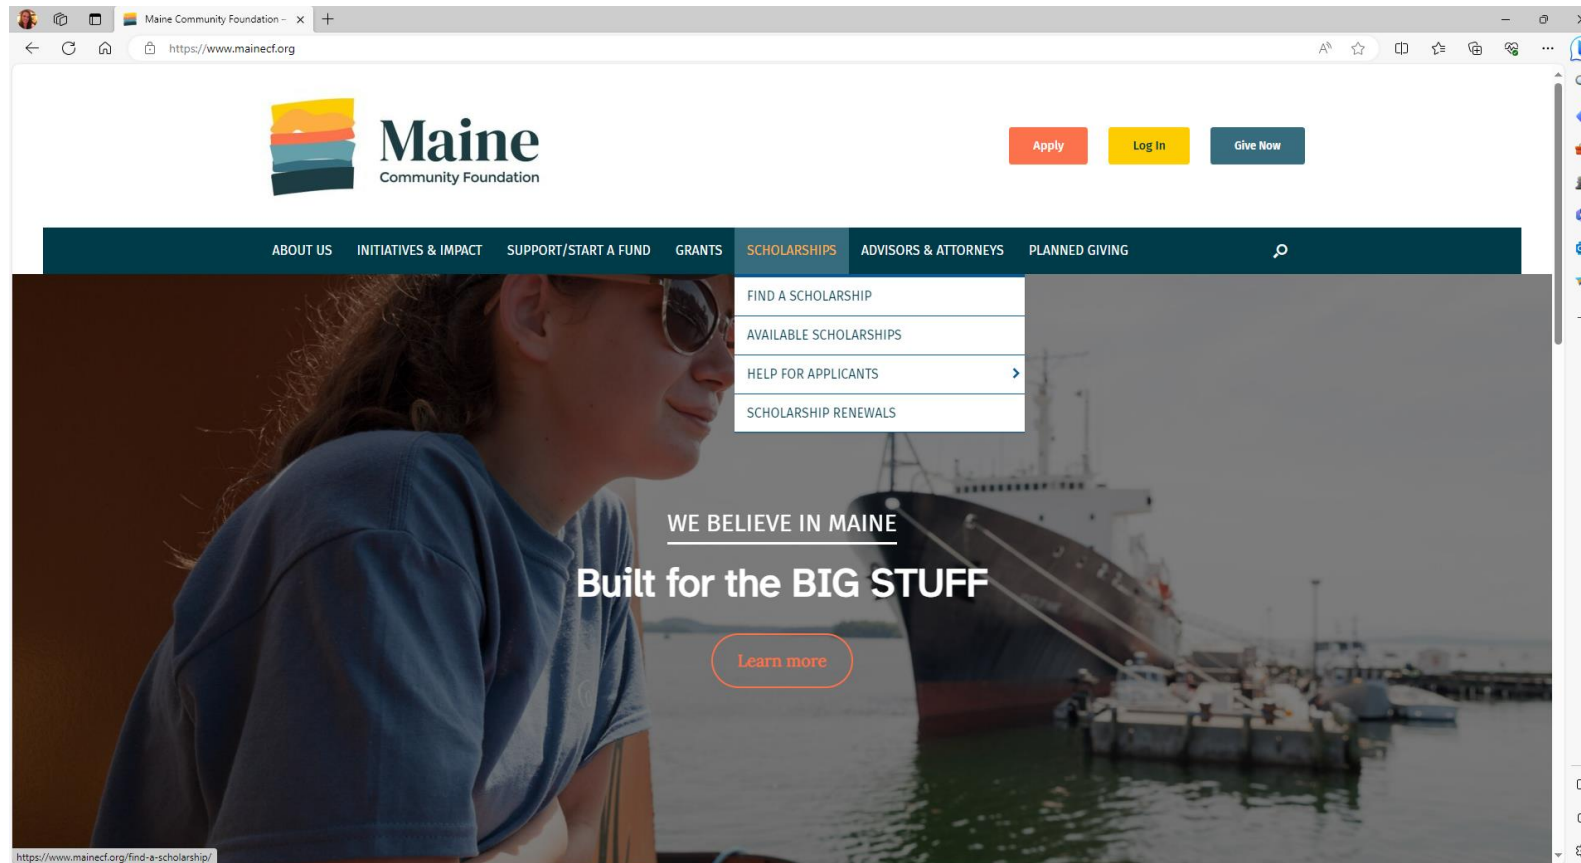 Maine Community Foundation –
https://www.mainecf.org
Maine
Community Foundation
Apply
Log In
Give Now
ABOUT US
INITIATIVES & IMPACT
SUPPORT/START A FUND
GRANTS
SCHOLARSHIPS
ADVISORS & ATTORNEYS
PLANNED GIVING
FIND A SCHOLARSHIP
AVAILABLE SCHOLARSHIPS
HELP FOR APPLICANTS
SCHOLARSHIP RENEWALS
WE BELIEVE IN MAINE
Built for the BIG STUFF
Learn more
https://www.mainecf.org/find-a-scholarship/